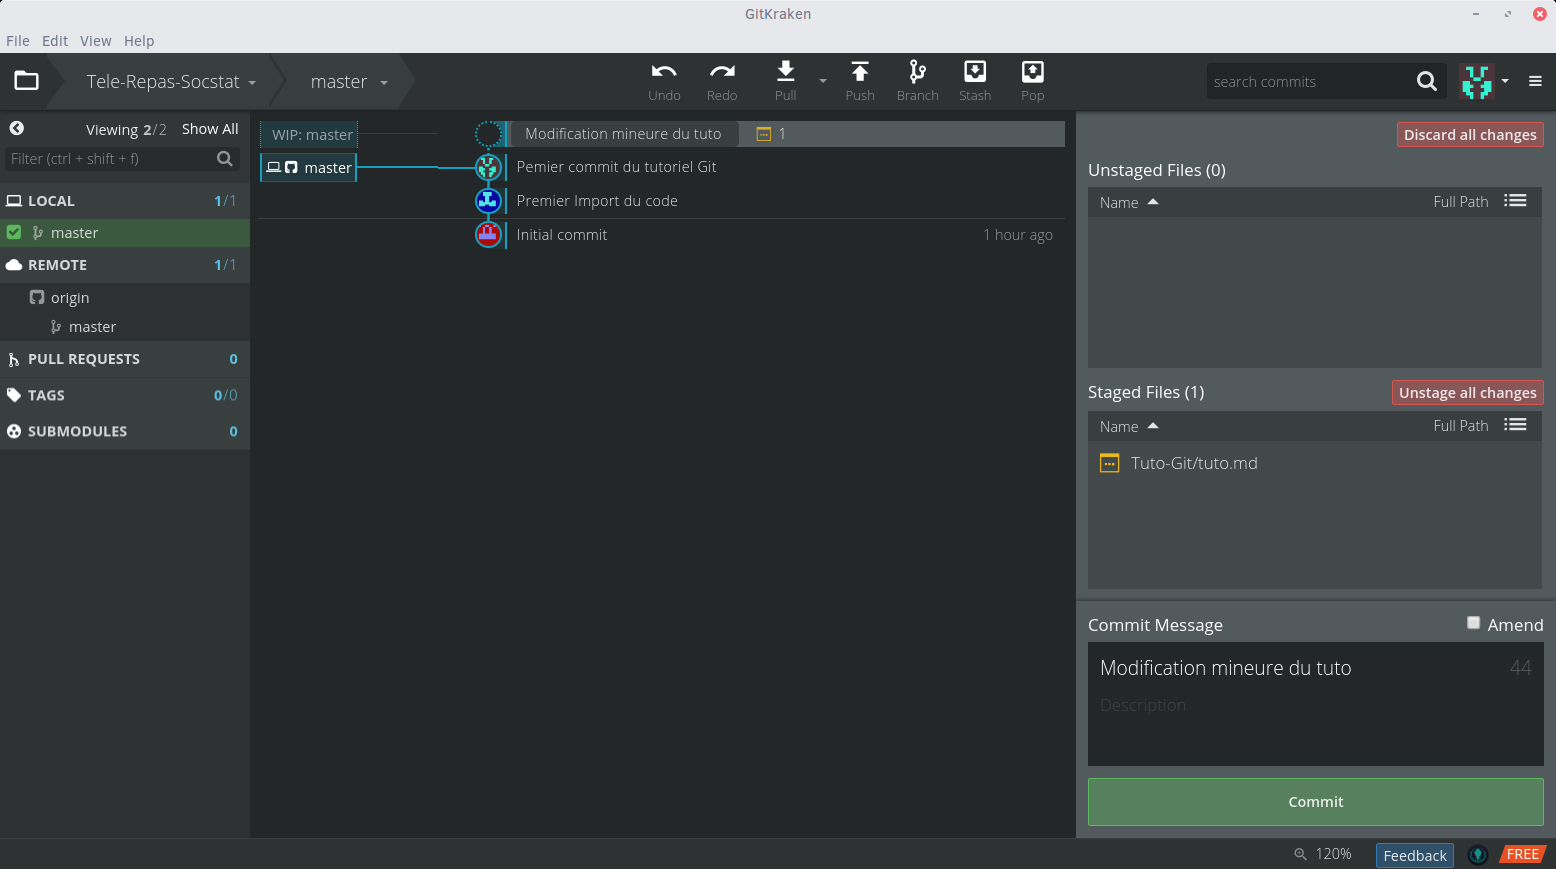 GitKraken
File Edit View Help
Tele-Repas-Socstat master
Undo Redo Pull Push Branch Stash Pop
search commits
Viewing 2/2 Show All
Filter (ctrl + shift + f)
LOCAL 1/1
master
REMOTE 1/1
origin
master
PULL REQUESTS 0
TAGS 0/0
SUBMODULES 0
WIP: master Modification mineure du tuto 1
master Pemier commit du tutoriel Git
Premier Import du code
Initial commit 1 hour ago
Discard all changes
Unstaged Files (0)
Name Full Path
Staged Files (1) Unstage all changes
Name Full Path
Tuto-Git/tuto.md
Commit Message Amend
Modification mineure du tuto 44
Description
Commit
120% Feedback FREE